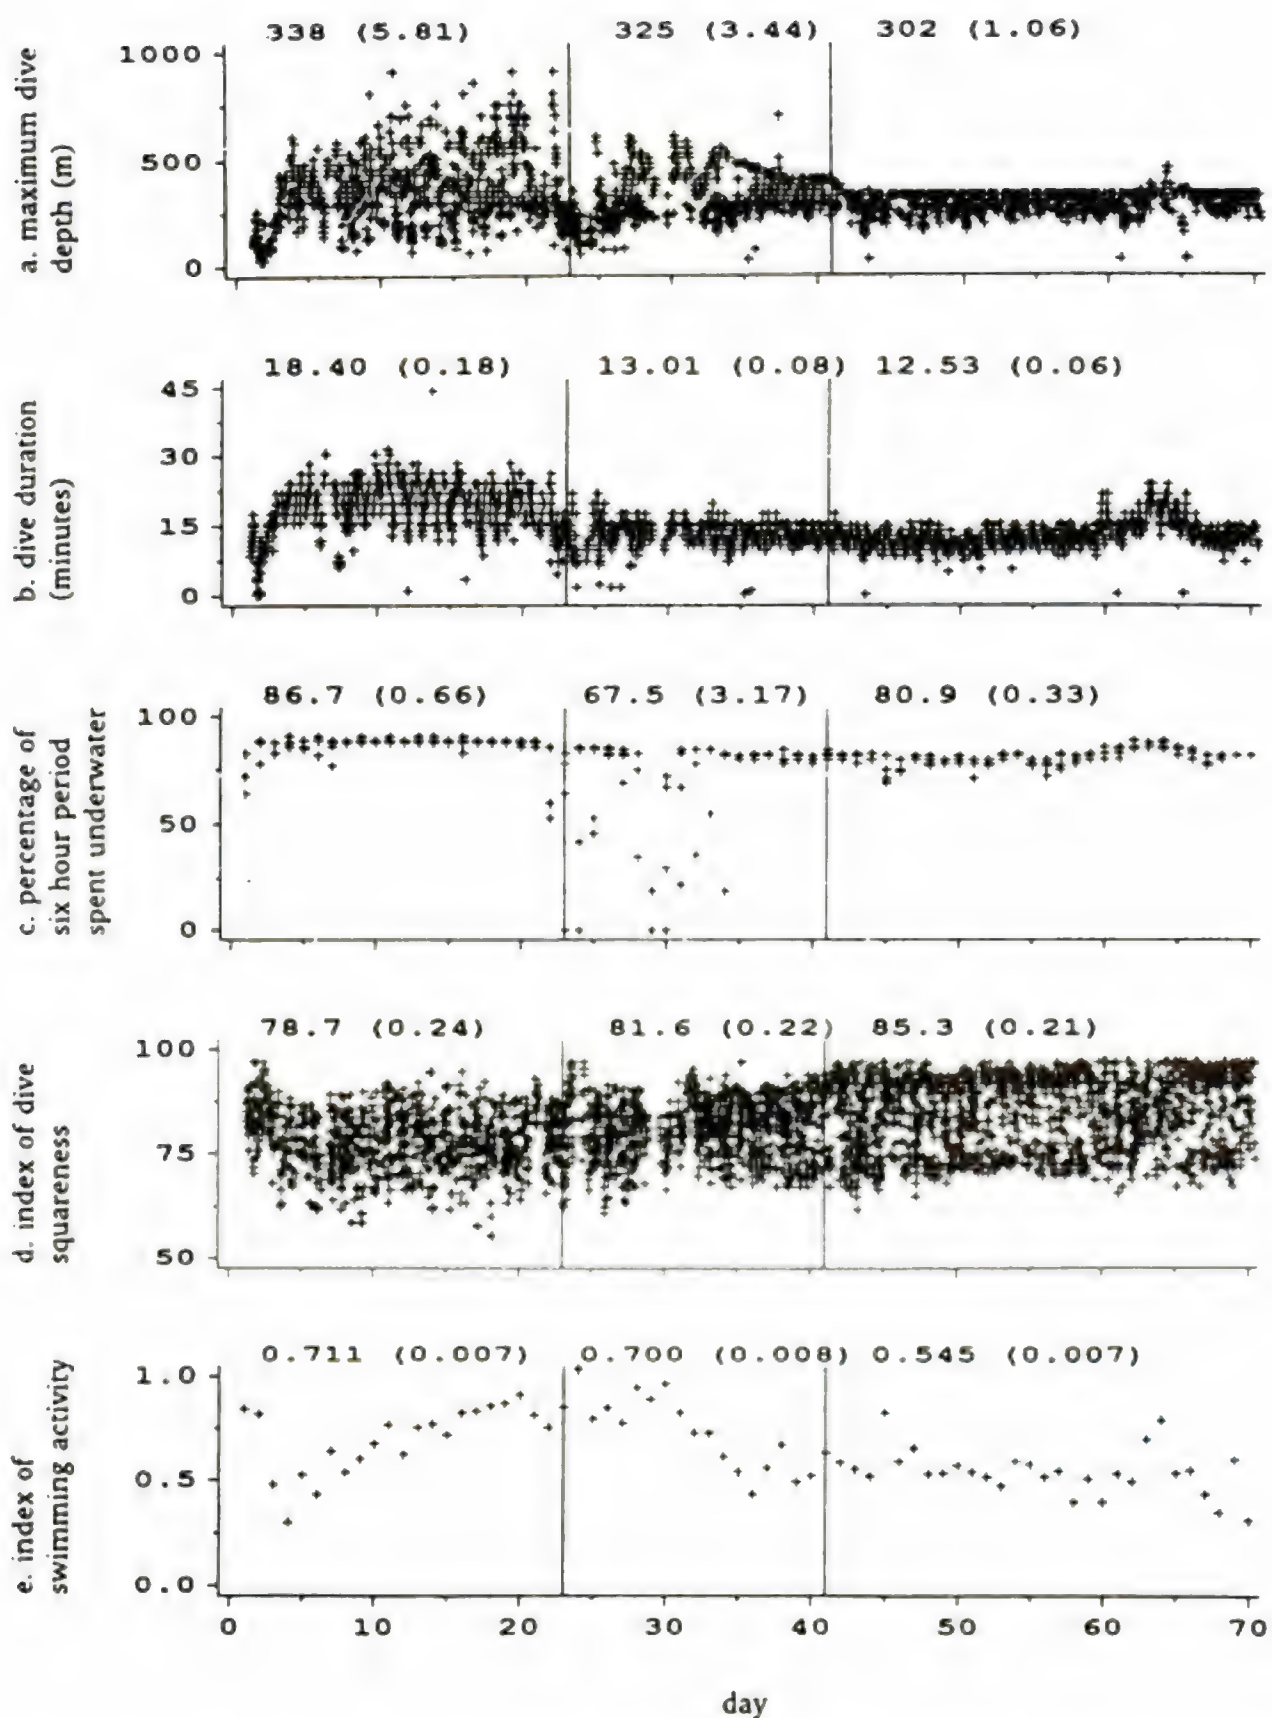 338 (5.81) 325 (3.44) 302 (1.06)
a. maximum dive
depth (m)
1000
500
0
18.40 (0.18) 13.01 (0.08) 12.53 (0.06)
b. dive duration
(minutes)
45
30
15
0
86.7 (0.66) 67.5 (3.17) 80.9 (0.33)
c. percentage of
six hour period
spent underwater
100
50
0
78.7 (0.24) 81.6 (0.22) 85.3 (0.21)
d. index of dive
squareness
100
75
50
0.711 (0.007) 0.700 (0.008) 0.545 (0.007)
e. index of
swimming activity
1.0
0.5
0.0
0 10 20 30 40 50 60 70
day